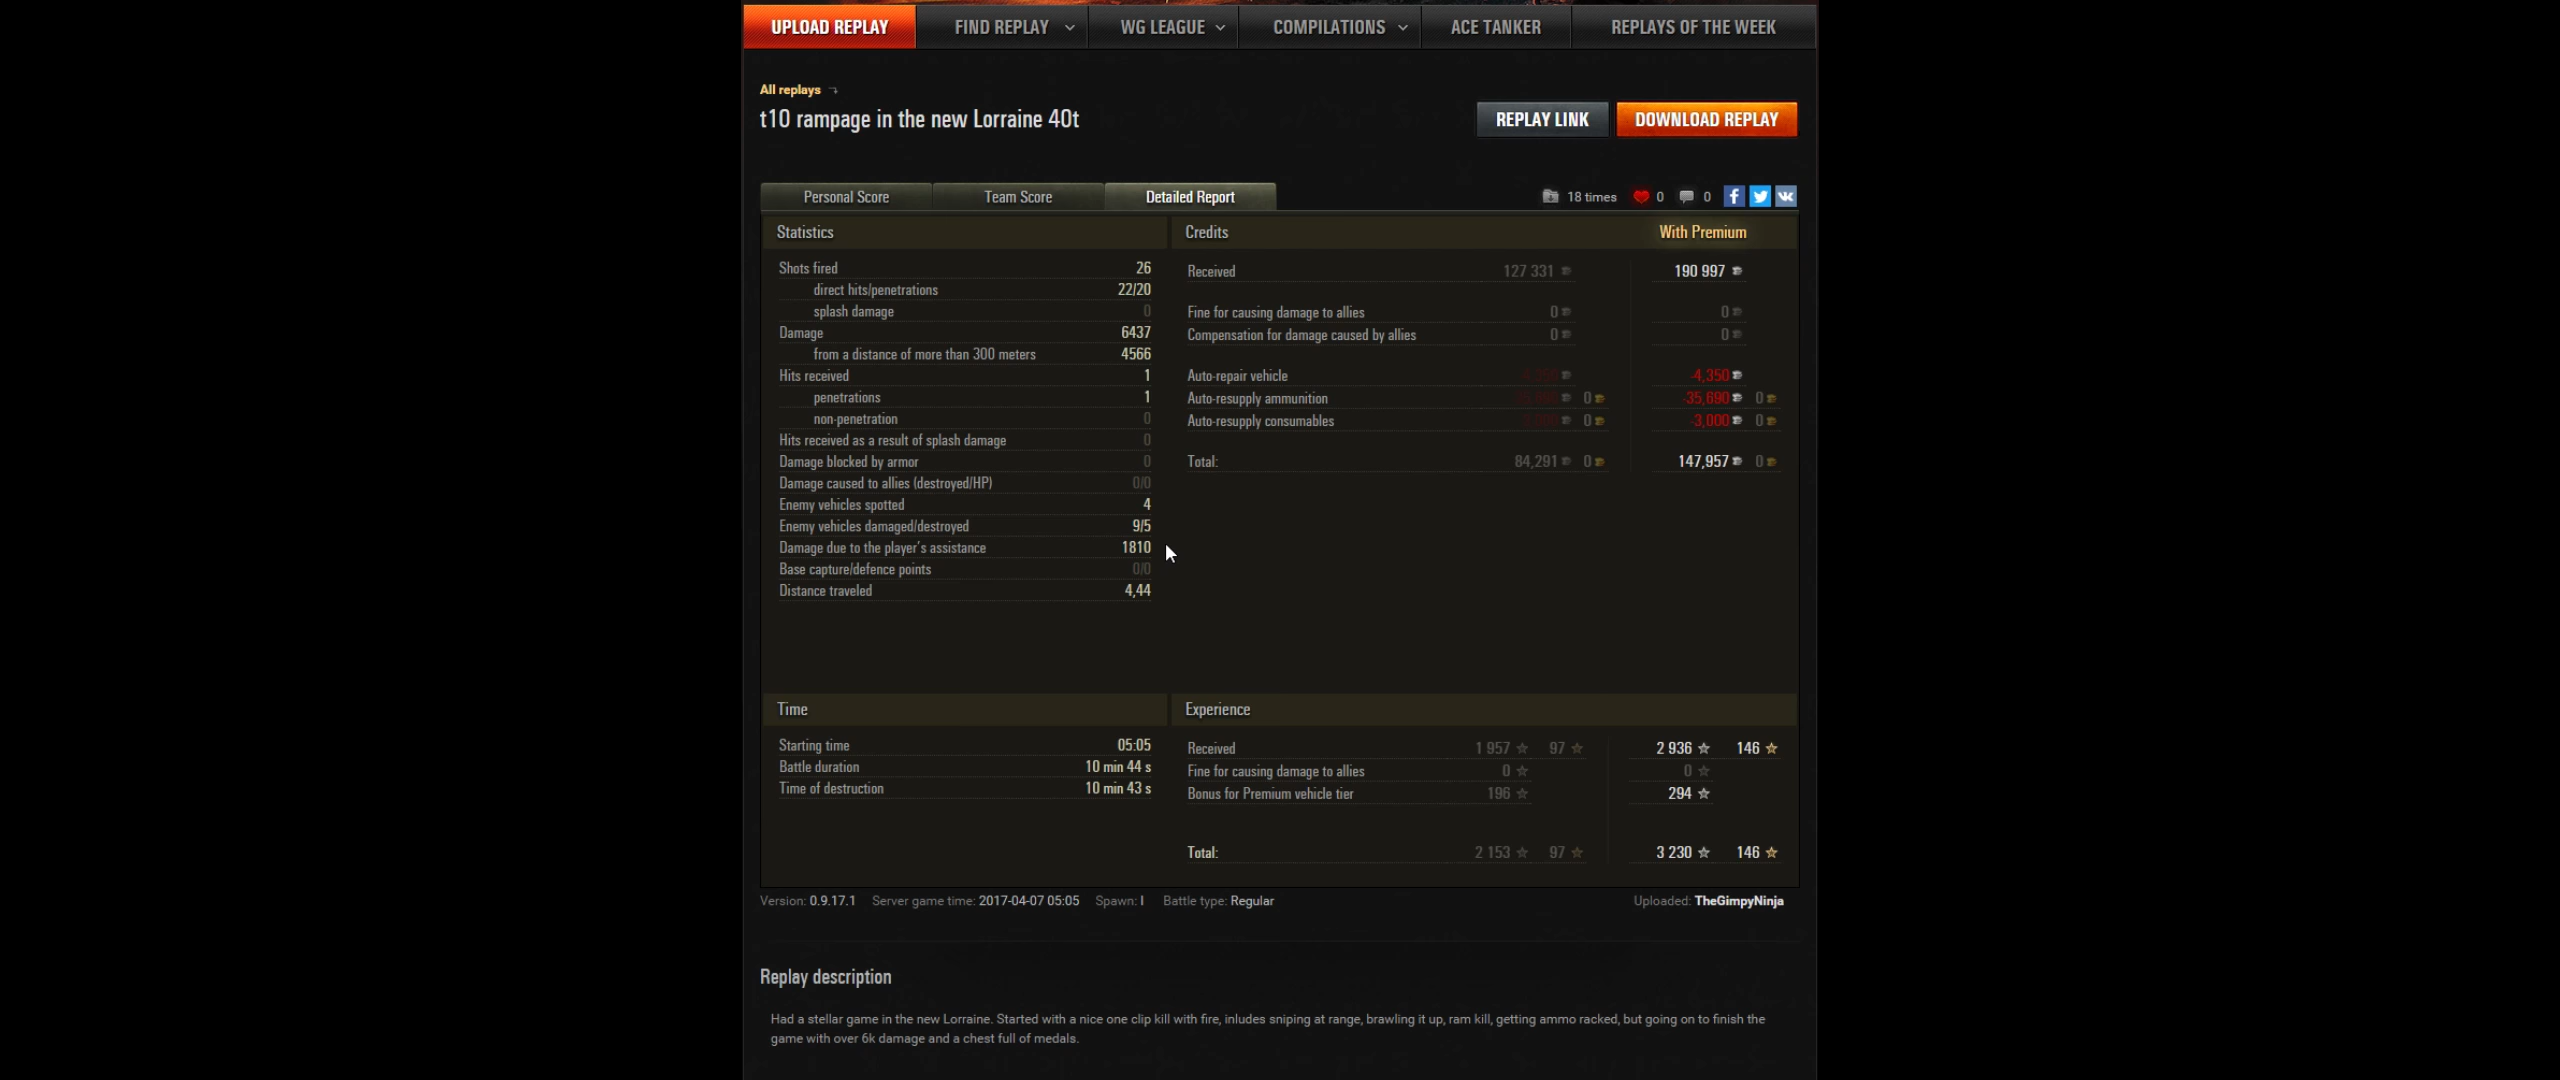 UPLOAD REPLAY FIND REPLAY WG LEAGUE COMPILATIONS ACE TANKER REPLAYS OF THE WEEK
All replays
t10 rampage in the new Lorraine 40t REPLAY LINK DOWNLOAD REPLAY
Personal Score Team Score Detailed Report 18 times 0 0
Statistics
Shots fired 26
direct hits/penetrations 22/20
splash damage 0
Damage 6437
from a distance of more than 300 meters 4566
Hits received 1
penetrations 1
non-penetration 0
Hits received as a result of splash damage 0
Damage blocked by armor 0
Damage caused to allies (destroyed/HP) 0/0
Enemy vehicles spotted 4
Enemy vehicles damaged/destroyed 9/5
Damage due to the player's assistance 1810
Base capture/defence points 0/0
Distance traveled 4,44
Credits With Premium
Received 127 331 190 997
Fine for causing damage to allies 0 0
Compensation for damage caused by allies 0 0
Auto-repair vehicle -4,350
Auto-resupply ammunition 0 -35,690 0
Auto-resupply consumables 0 -3,000 0
Total: 84,291 0 147,957 0
Time
Starting time 05:05
Battle duration 10 min 44 s
Time of destruction 10 min 43 s
Experience
Received 1 957 97 2 936 146
Fine for causing damage to allies 0 0
Bonus for Premium vehicle tier 196 294
Total: 2 153 97 3 230 146
Version: 0.9.17.1 Server game time: 2017-04-07 05:05 Spawn: I Battle type: Regular Uploaded: TheGimpyNinja
Replay description
Had a stellar game in the new Lorraine. Started with a nice one clip kill with fire, inludes sniping at range, brawling it up, ram kill, getting ammo racked, but going on to finish the
game with over 6k damage and a chest full of medals.